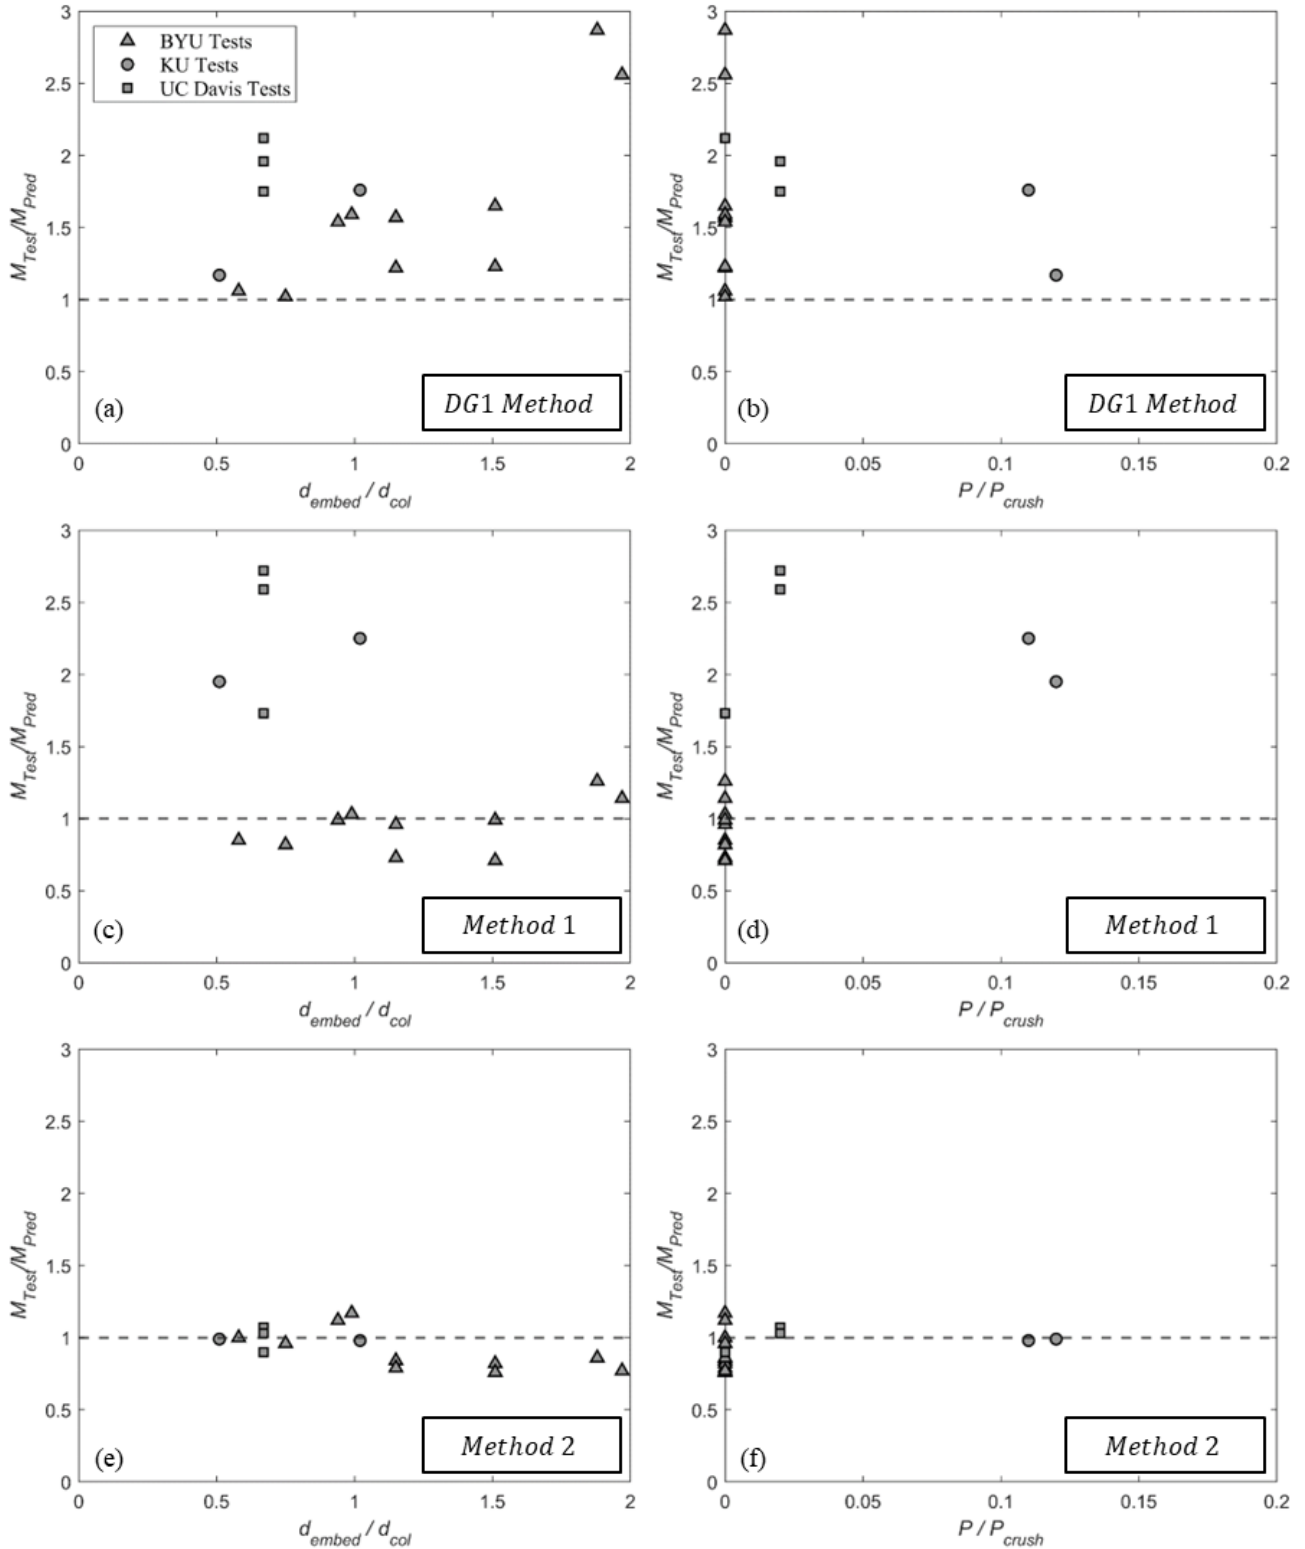 3
2.5
2
1.5
1
0.5
0
BYU Tests
KU Tests
UC Davis Tests
M_Test/M_Pred
(a)
DG1 Method
0 0.5 1 1.5 2
d_embed / d_col
3
2.5
2
1.5
1
0.5
0
M_Test/M_Pred
(b)
DG1 Method
0 0.05 0.1 0.15 0.2
P / P_crush
3
2.5
2
1.5
1
0.5
0
M_Test/M_Pred
(c)
Method 1
0 0.5 1 1.5 2
d_embed / d_col
3
2.5
2
1.5
1
0.5
0
M_Test/M_Pred
(d)
Method 1
0 0.05 0.1 0.15 0.2
P / P_crush
3
2.5
2
1.5
1
0.5
0
M_Test/M_Pred
(e)
Method 2
0 0.5 1 1.5 2
d_embed / d_col
3
2.5
2
1.5
1
0.5
0
M_Test/M_Pred
(f)
Method 2
0 0.05 0.1 0.15 0.2
P / P_crush